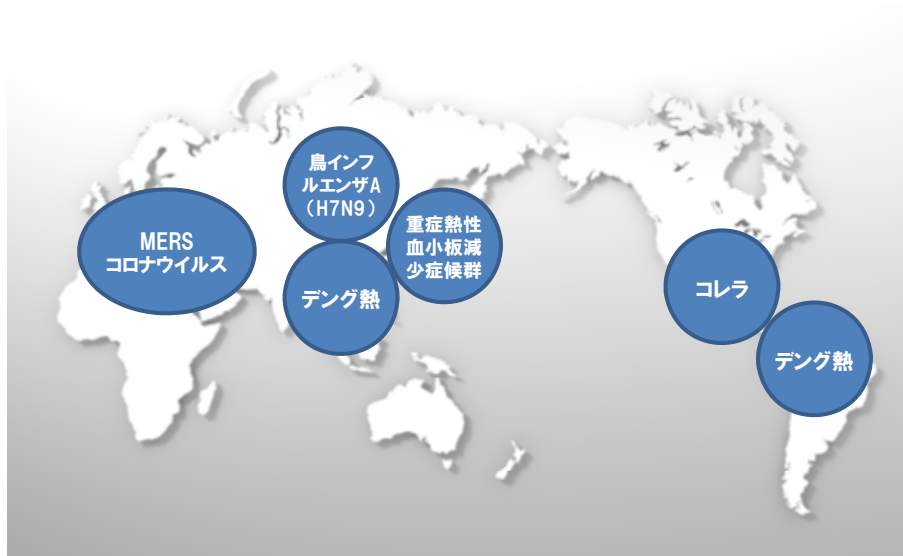 鳥インフ
ルエンザA
（H7N9）
重症熱性
血小板減
少症候群
MERS
コロナウイルス
デング熱
コレラ
デング熱